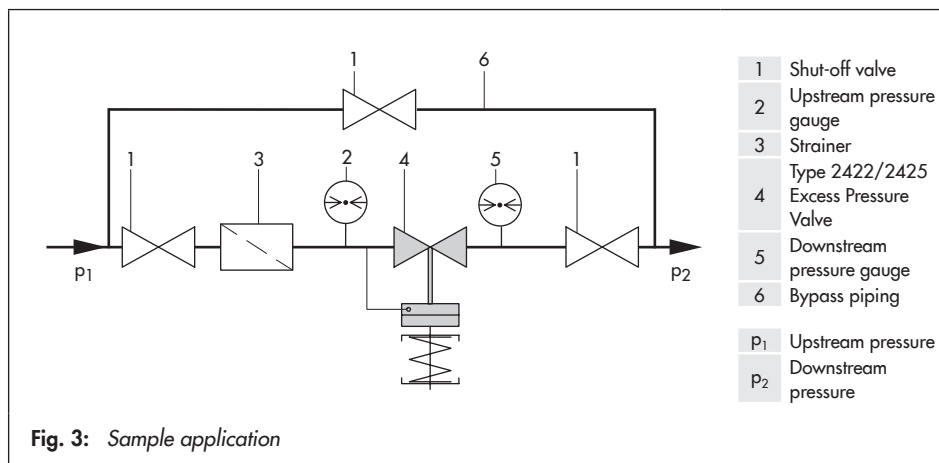 1
6
1
3
2
4
5
1
p1
p2
1 Shut-off valve
2 Upstream pressure
gauge
3 Strainer
4 Type 2422/2425
Excess Pressure
Valve
5 Downstream
pressure gauge
6 Bypass piping
p1 Upstream pressure
p2 Downstream
pressure
Fig. 3: Sample application